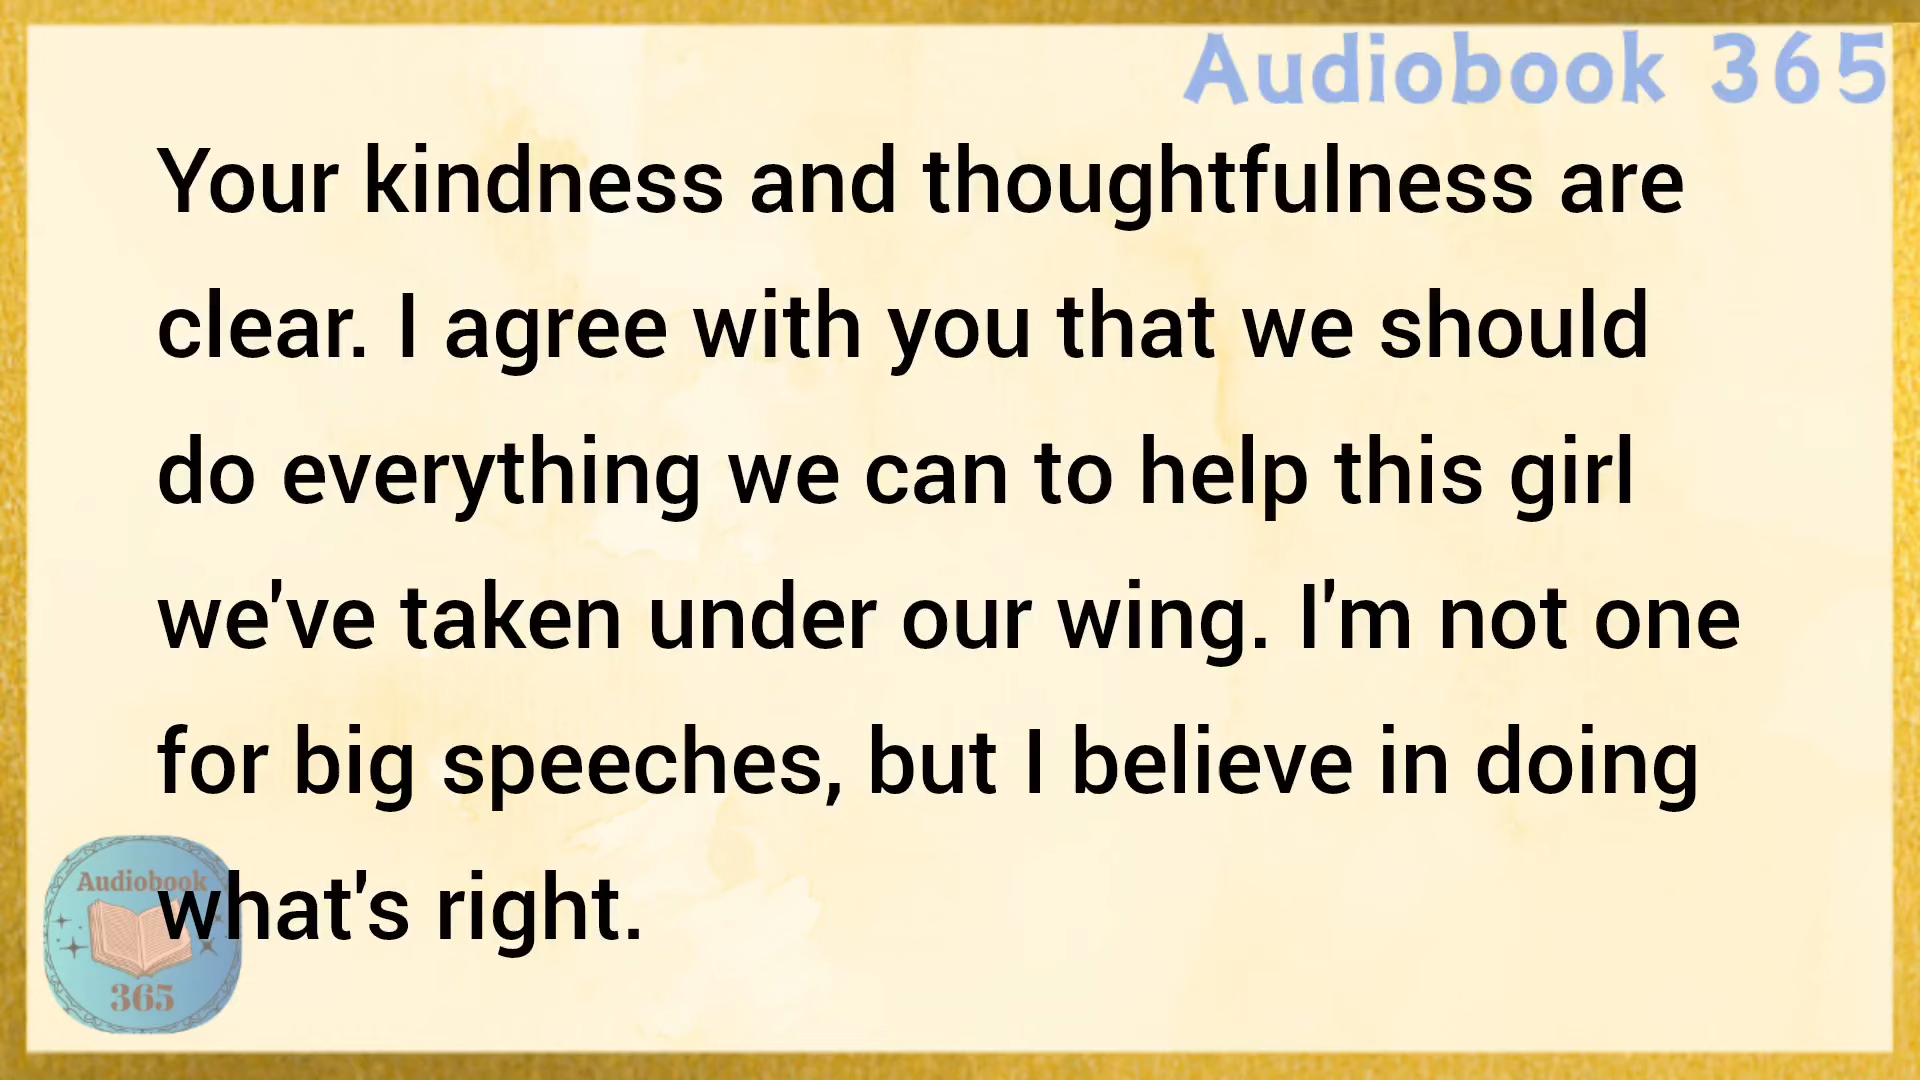 Audiobook 365
Your kindness and thoughtfulness are
clear. I agree with you that we should
do everything we can to help this girl
we've taken under our wing. I'm not one
for big speeches, but I believe in doing
what's right.
Audiobook
365